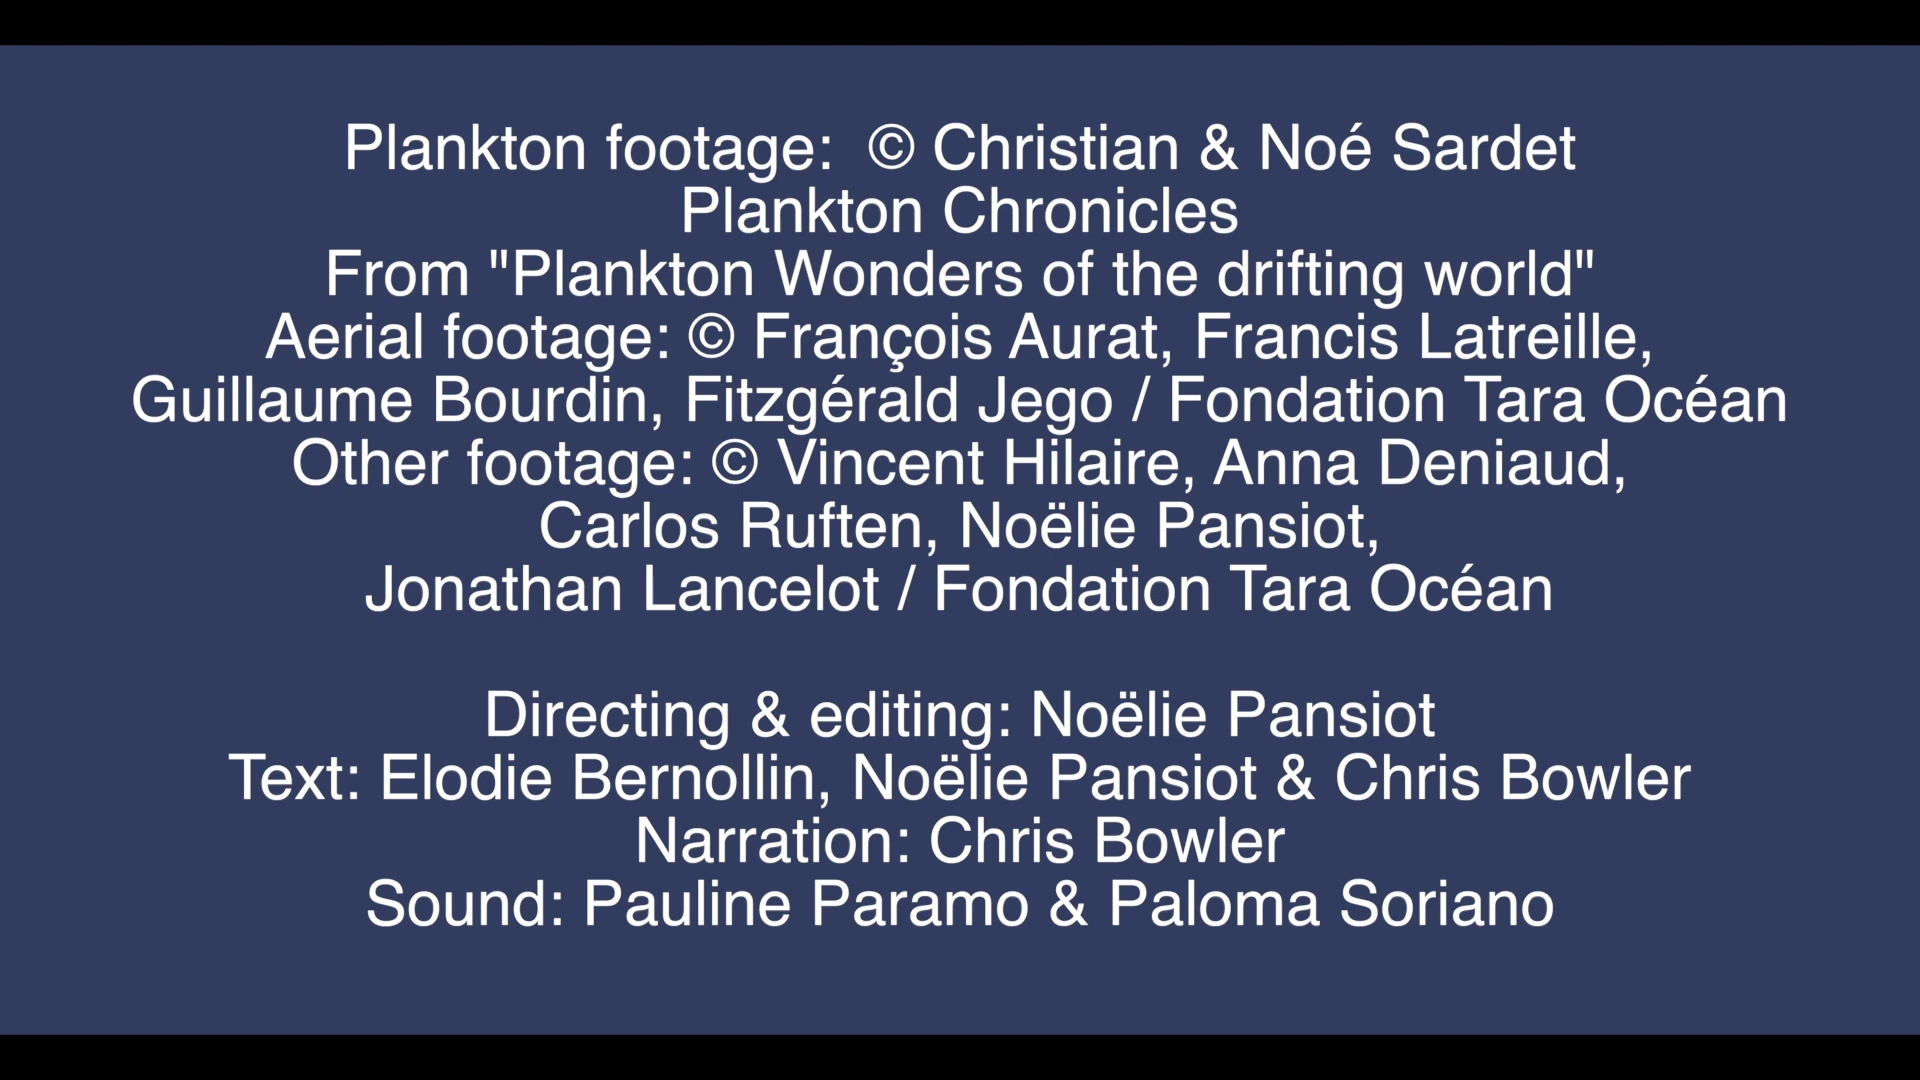 Plankton footage:  © Christian & Noé Sardet
Plankton Chronicles
From "Plankton Wonders of the drifting world"
Aerial footage: © François Aurat, Francis Latreille,
Guillaume Bourdin, Fitzgérald Jego / Fondation Tara Océan
Other footage: © Vincent Hilaire, Anna Deniaud,
Carlos Ruften, Noëlie Pansiot,
Jonathan Lancelot / Fondation Tara Océan
Directing & editing: Noëlie Pansiot
Text: Elodie Bernollin, Noëlie Pansiot & Chris Bowler
Narration: Chris Bowler
Sound: Pauline Paramo & Paloma Soriano